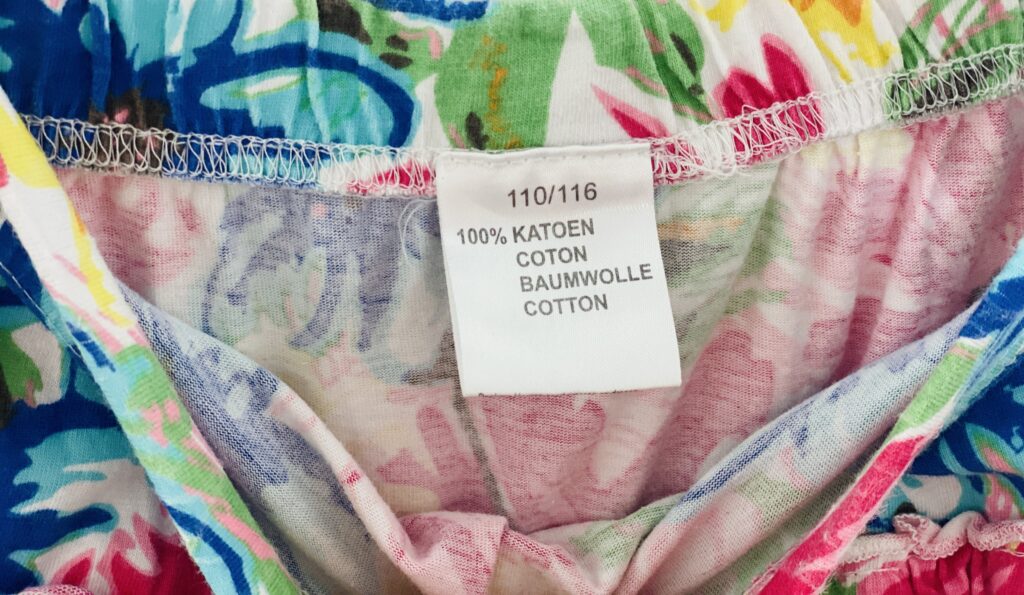 110/116
100% KATOEN
COTON
BAUMWOLLE
COTTON